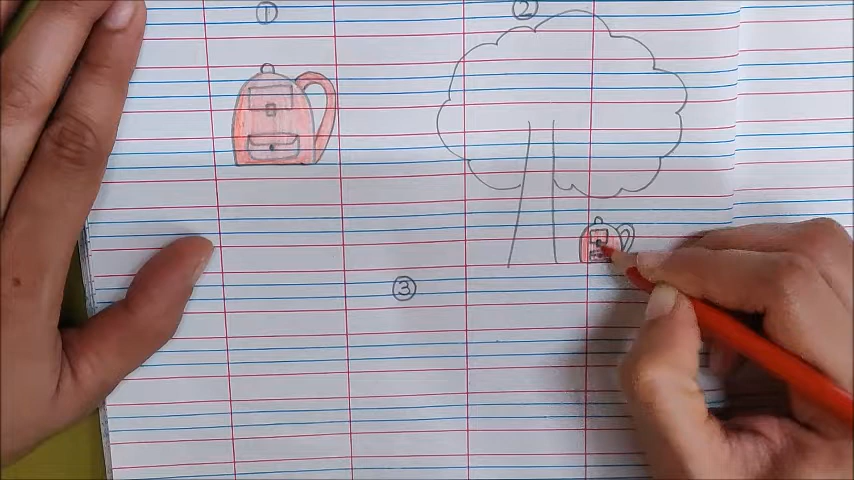 ①
②
③